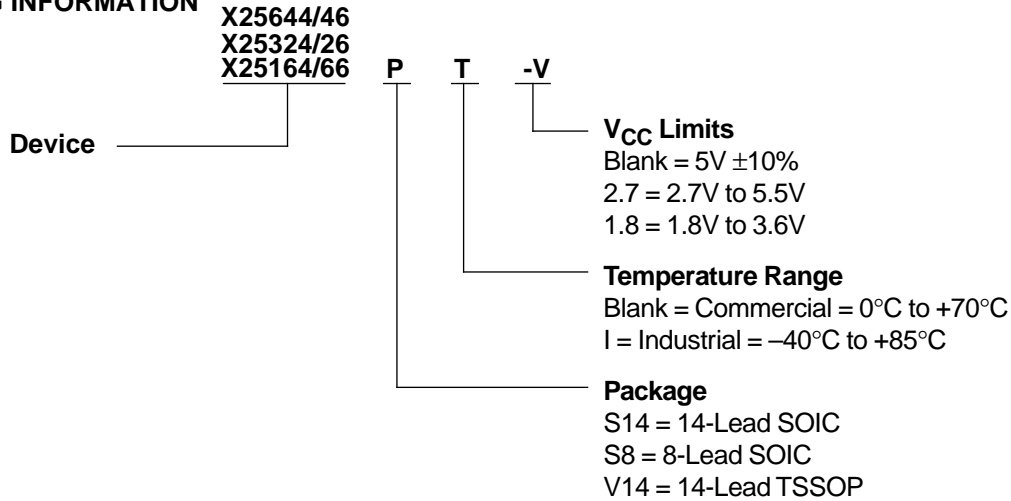 INFORMATION
X25644/46
X25324/26
X25164/66 P T -V
Device
VCC Limits
Blank = 5V ±10%
2.7 = 2.7V to 5.5V
1.8 = 1.8V to 3.6V
Temperature Range
Blank = Commercial = 0°C to +70°C
I = Industrial = –40°C to +85°C
Package
S14 = 14-Lead SOIC
S8 = 8-Lead SOIC
V14 = 14-Lead TSSOP